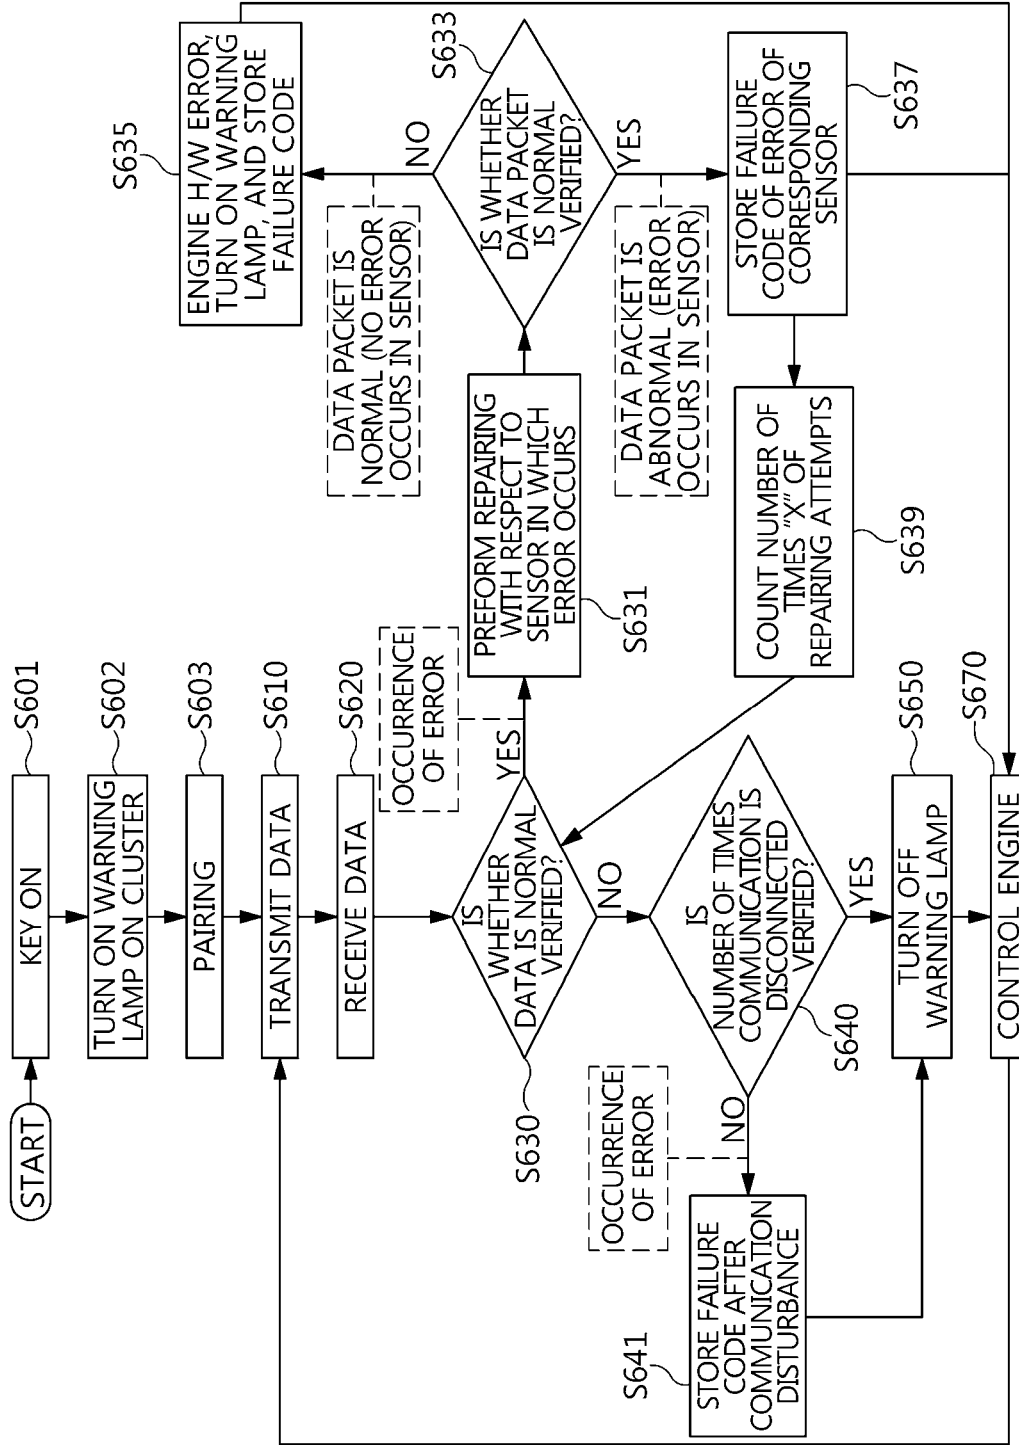 START
KEY ON
S601
TURN ON WARNING
LAMP ON CLUSTER
S602
PAIRING
S603
TRANSMIT DATA
S610
RECEIVE DATA
S620
IS
WHETHER
DATA IS NORMAL
VERIFIED?
S630
YES
OCCURRENCE
OF ERROR
NO
PREFORM REPAIRING
WITH RESPECT TO
SENSOR IN WHICH
ERROR OCCURS
S631
IS WHETHER
DATA PACKET
IS NORMAL
VERIFIED?
S633
NO
DATA PACKET IS
NORMAL (NO ERROR
OCCURS IN SENSOR)
ENGINE H/W ERROR,
TURN ON WARNING
LAMP, AND STORE
FAILURE CODE
S635
YES
DATA PACKET IS
ABNORMAL (ERROR
OCCURS IN SENSOR)
STORE FAILURE
CODE OF ERROR OF
CORRESPONDING
SENSOR
S637
COUNT NUMBER OF
TIMES "X" OF
REPAIRING ATTEMPTS
S639
IS
NUMBER OF TIMES
COMMUNICATION IS
DISCONNECTED
VERIFIED?
S640
NO
OCCURRENCE
OF ERROR
STORE FAILURE
CODE AFTER
COMMUNICATION
DISTURBANCE
S641
YES
TURN OFF
WARNING LAMP
S650
CONTROL ENGINE
S670